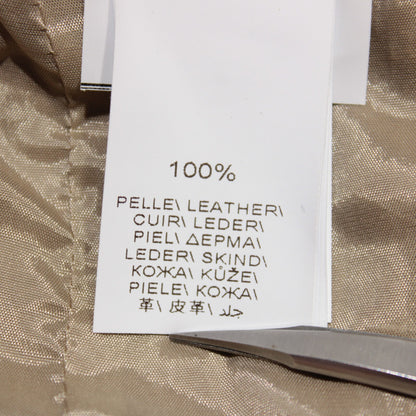 100%
PELLE\ LEATHER\
CUIR\ LEDER\
PIEL\ ΔΕΡΜΑ\
LEDER\ SKIND\
КОЖА\ KŮŽE\
PIELE\ КОЖА\
革\ 皮革\ جلد